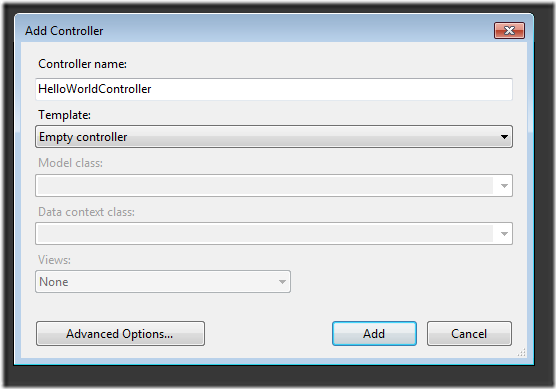 Add Controller
Controller name:
HelloWorldController
Template:
Empty controller
Model class:
Data context class:
Views:
None
Advanced Options... Add Cancel